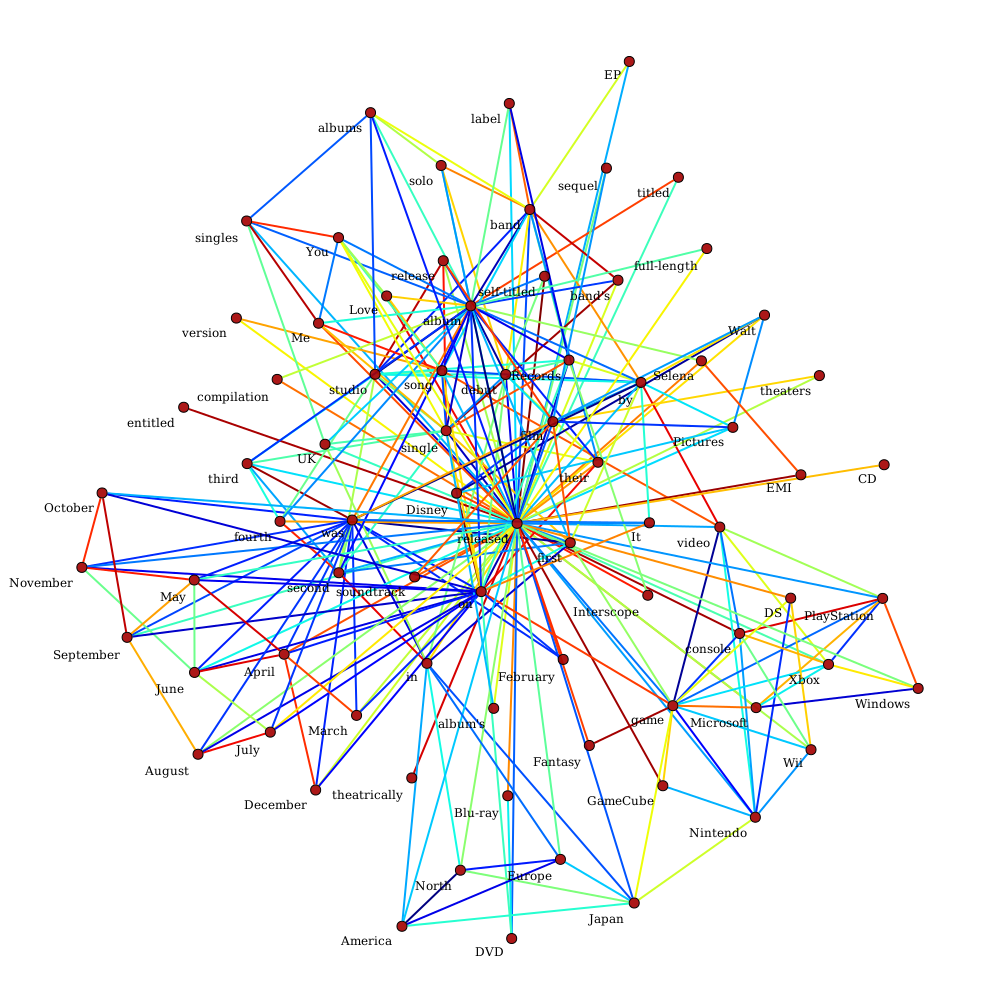 EP
label
albums
solo
sequel
titled
band
singles
You
full-length
release
self-titled
band's
Love
album
version
Me
Walt
studio
song
debut
Records
Selena
theaters
compilation
by
entitled
film
Pictures
single
UK
third
their
CD
EMI
Disney
October
fourth
was
released
It
video
first
November
second
soundtrack
May
on
Interscope
DS
PlayStation
September
console
June
April
in
February
Xbox
Windows
album's
game
Microsoft
March
July
Fantasy
Wii
August
December
theatrically
GameCube
Blu-ray
Nintendo
North
Europe
Japan
America
DVD